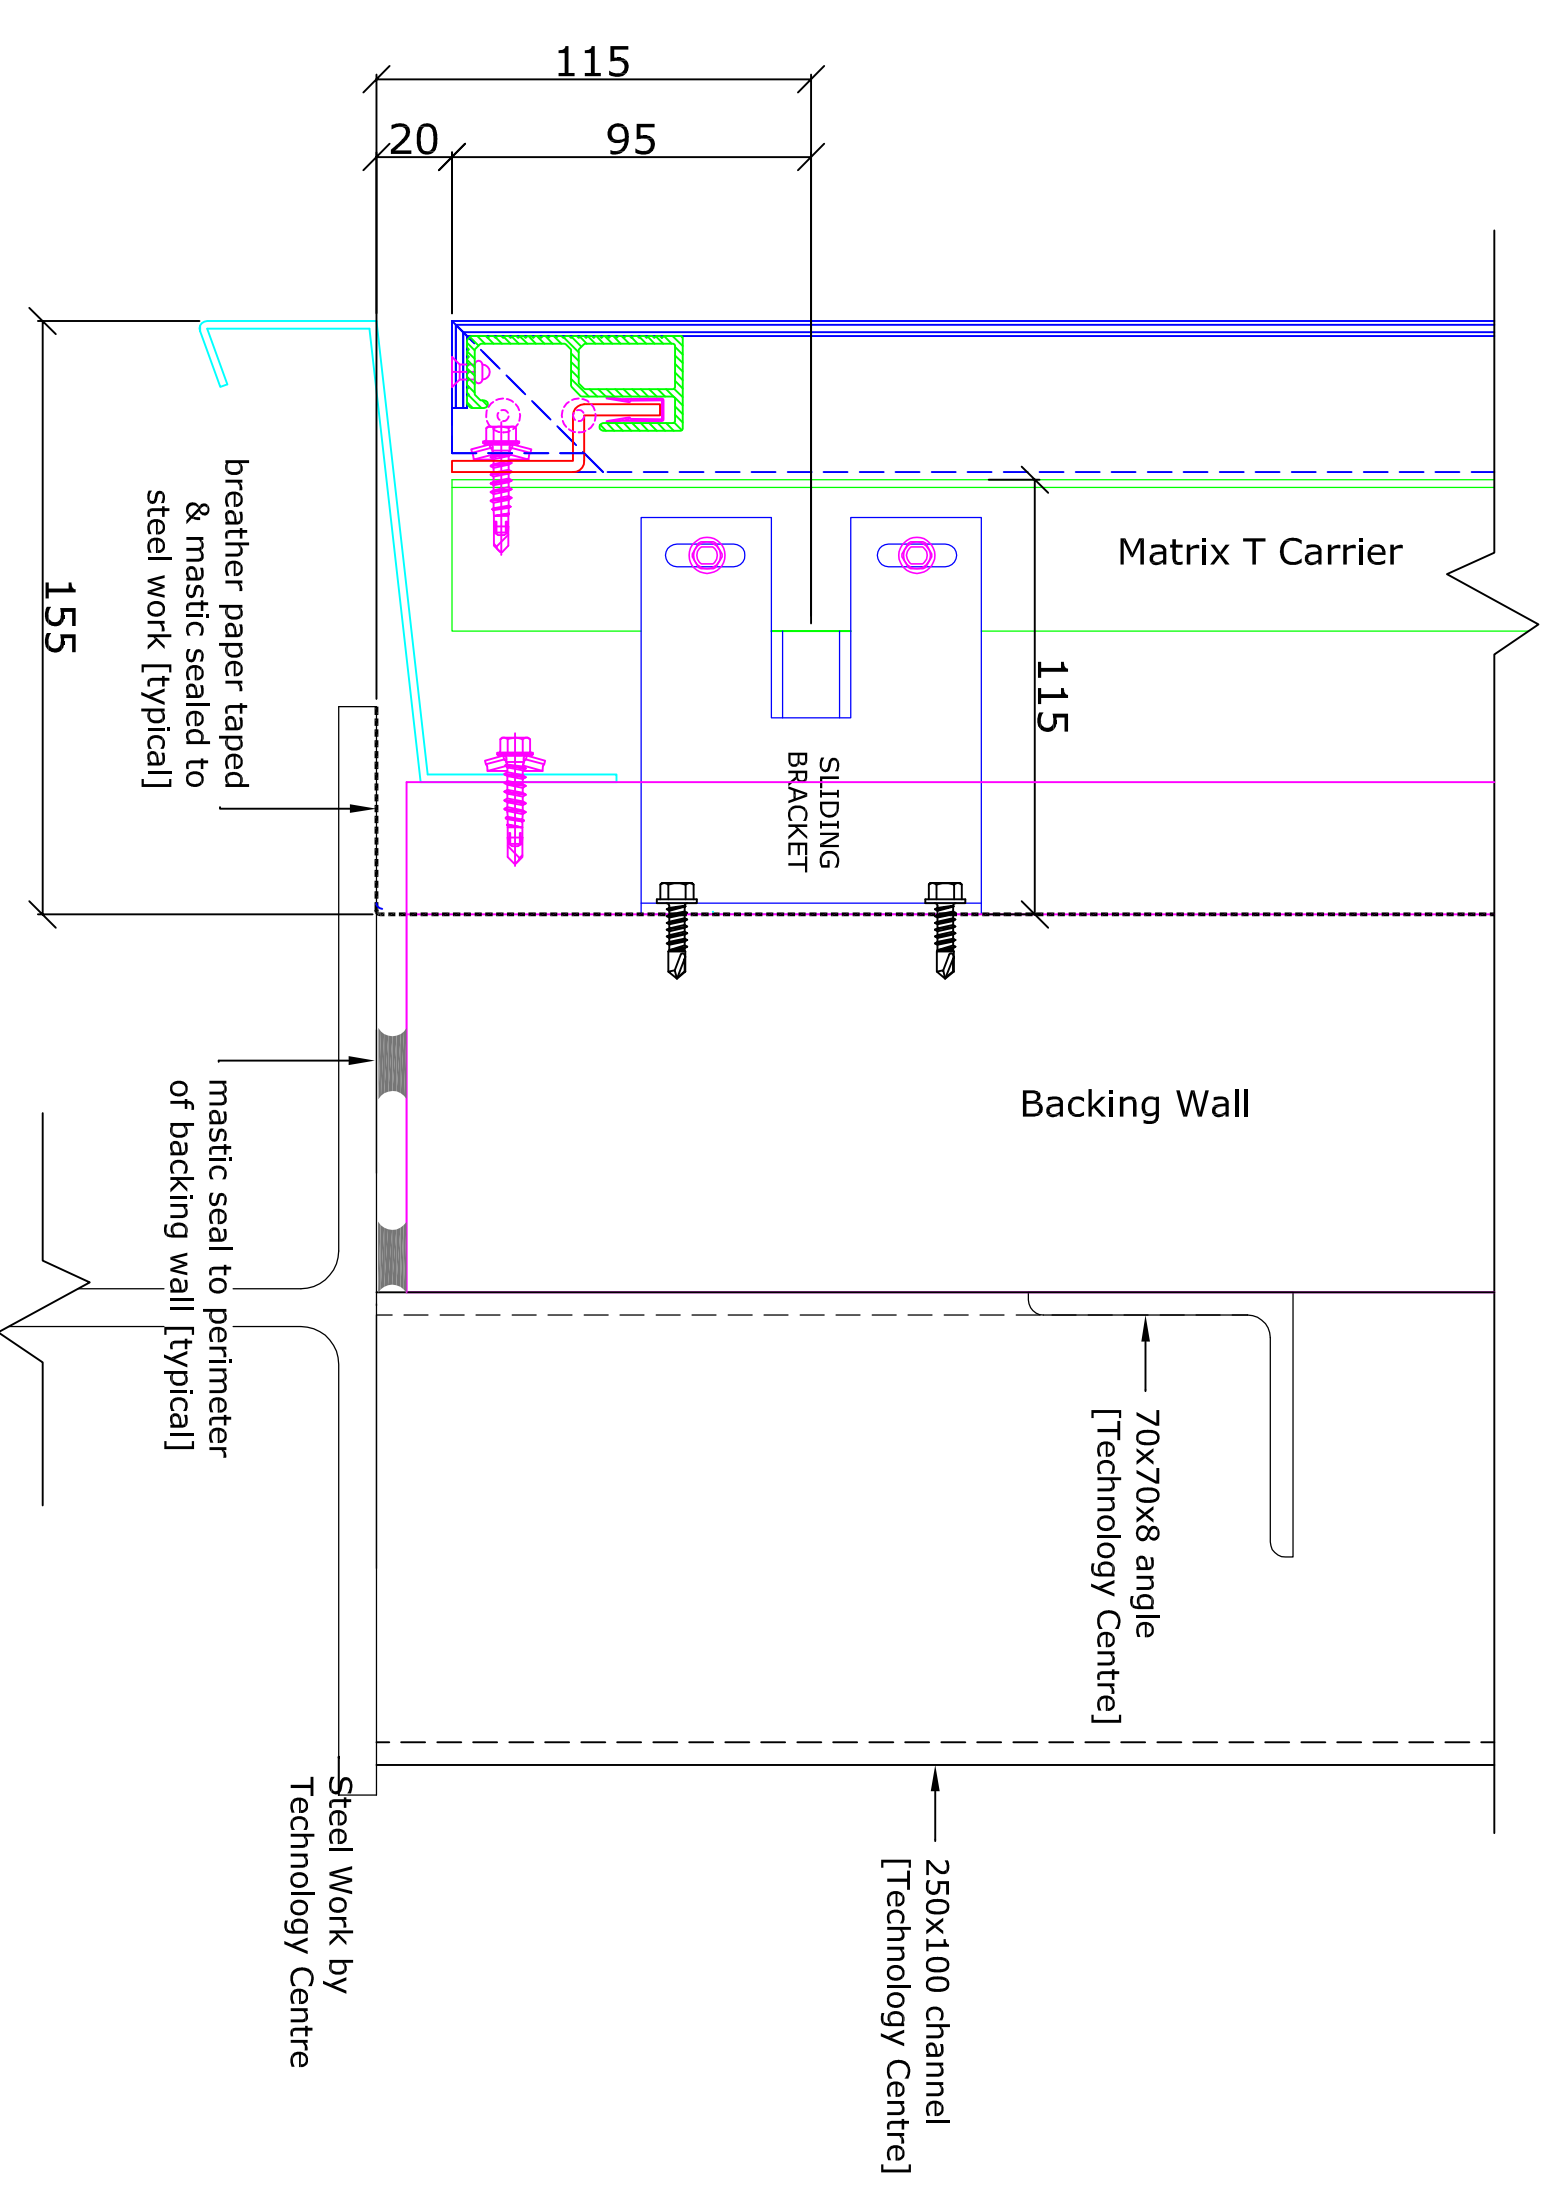 115
20
95
Matrix T Carrier
breather paper taped
& mastic sealed to
steel work [typical]
155
115
SLIDING
BRACKET
Backing Wall
mastic seal to perimeter
of backing wall [typical]
70x70x8 angle
[Technology Centre]
Steel Work by
Technology Centre
250x100 channel
[Technology Centre]